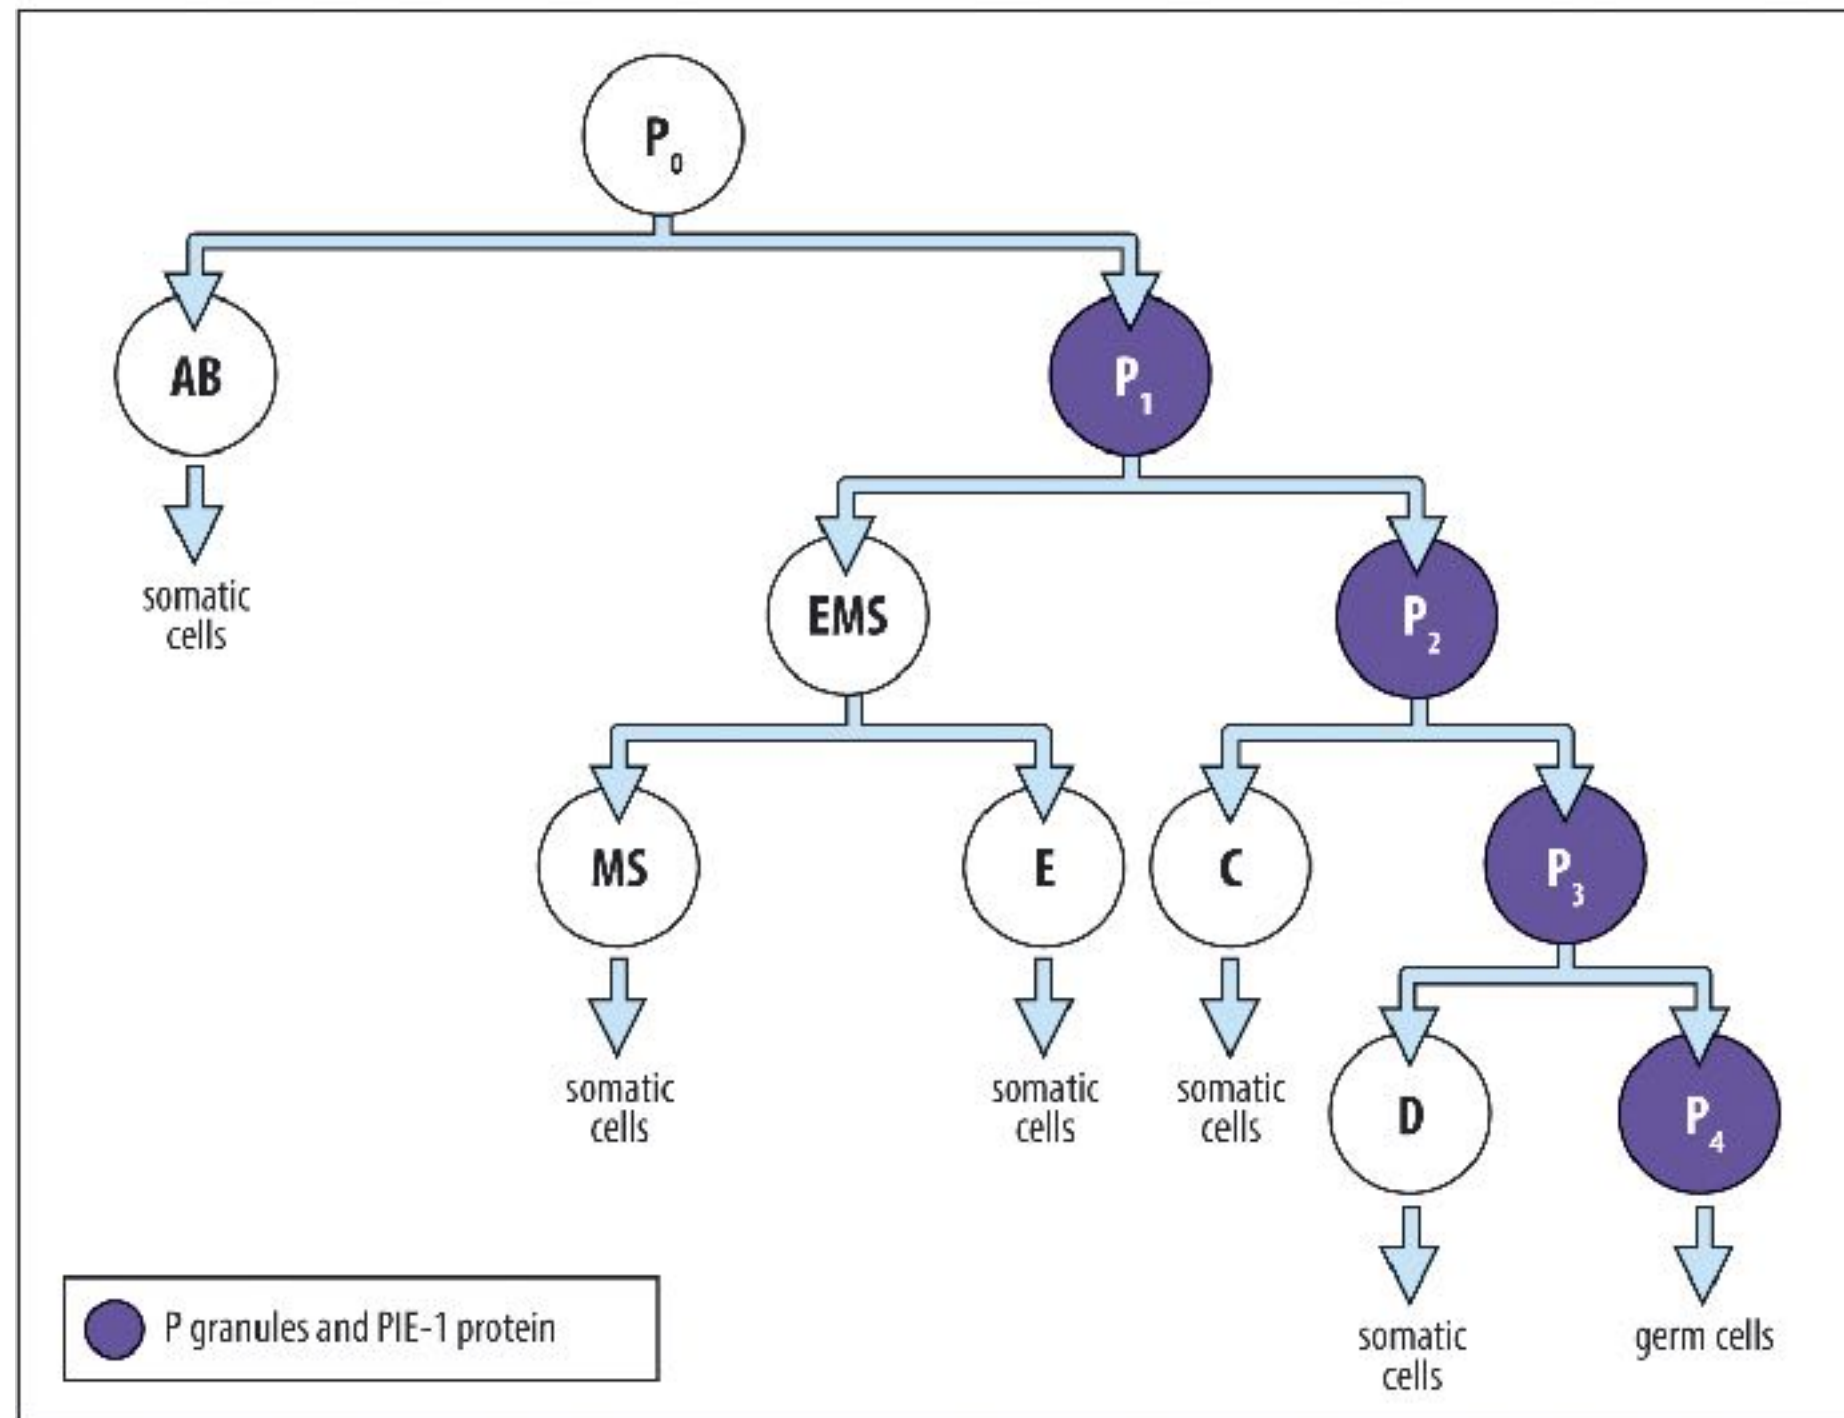 P0
AB
P1
somatic
cells
EMS
P2
MS
E
C
P3
somatic
cells
somatic
cells
somatic
cells
D
P4
somatic
cells
germ cells
P granules and PIE-1 protein